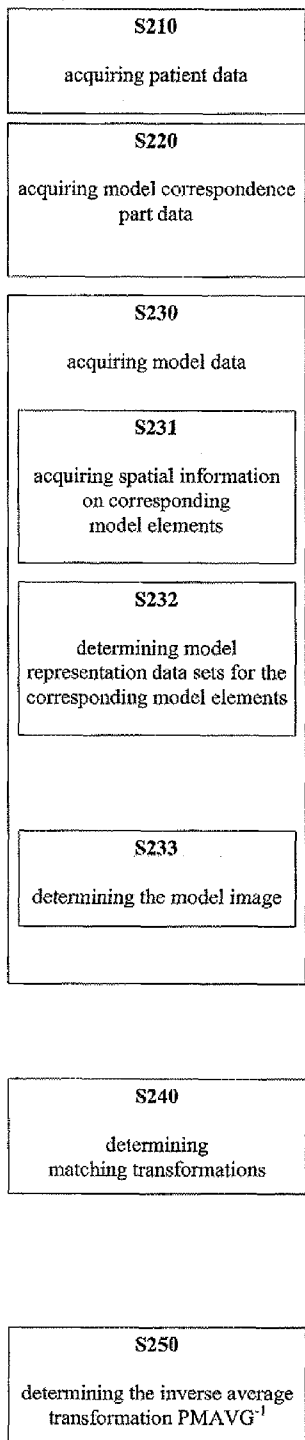 S210
acquiring patient data
S220
acquiring model correspondence
part data
S230
acquiring model data
S231
acquiring spatial information
on corresponding
model elements
S232
determining model
representation data sets for the
corresponding model elements
S233
determining the model image
S240
determining
matching transformations
S250
determining the inverse average
transformation PMAVG⁻¹